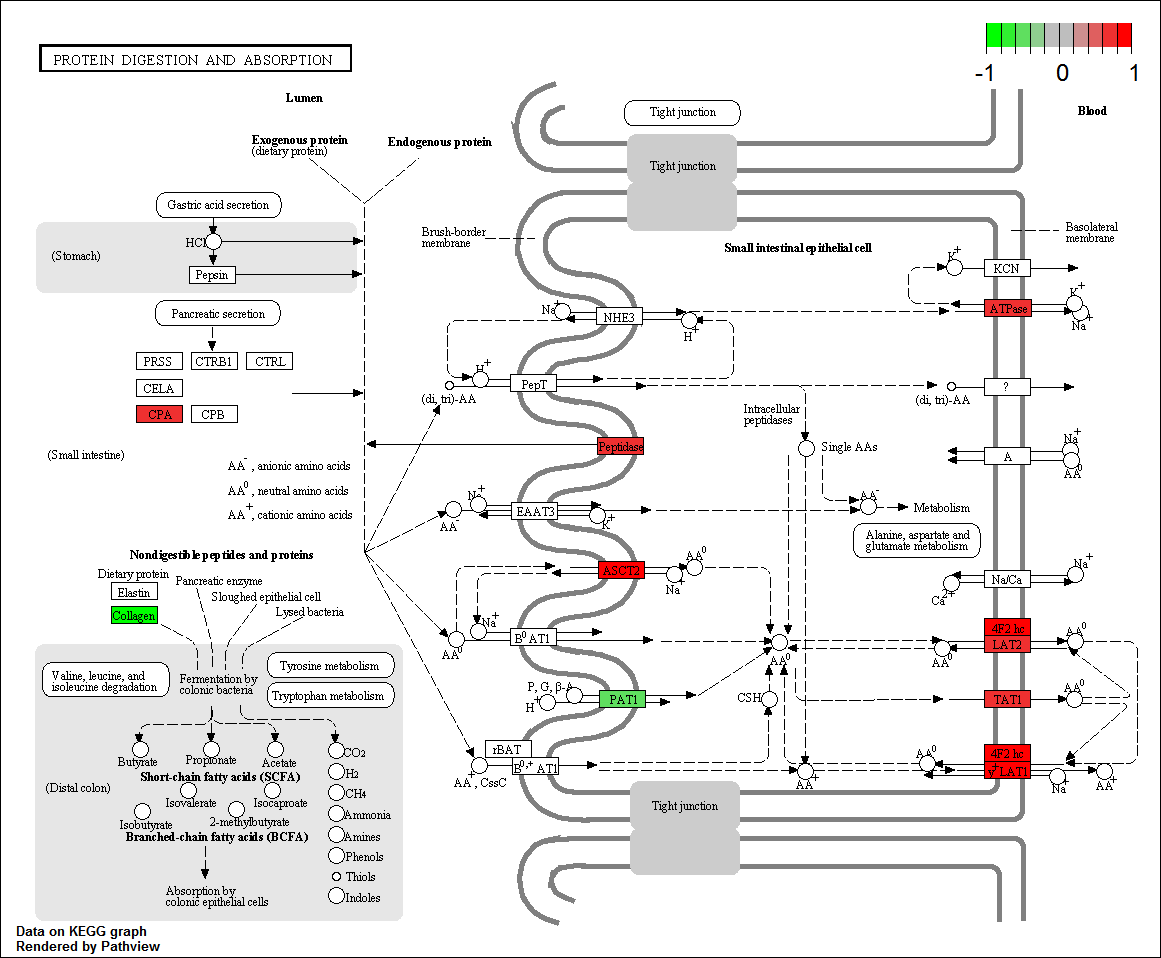 PROTEIN DIGESTION AND ABSORPTION
-1 0 1
Lumen
Blood
Exogenous protein
(dietary protein)
Endogenous protein
Tight junction
Tight junction
Gastric acid secretion
HCl
(Stomach)
Pepsin
Brush-border
membrane
Small intestinal epithelial cell
Basolateral
membrane
K+
KCN
Pancreatic secretion
Na+
NHE3
H+
ATPase
K+
Na+
PRSS
CTRB1
CTRL
CELA
CPA
CPB
H+
PepT
(di, tri)-AA
?
(di, tri)-AA
Intracellular
peptidases
Peptidase
Single AAs
Na+
A
AA0
(Small intestine)
AA- , anionic amino acids
AA0 , neutral amino acids
AA+ , cationic amino acids
Na+
EAAT3
AA-
K+
AA-
Metabolism
Alanine, aspartate and
glutamate metabolism
Nondigestible peptides and proteins
Dietary protein
Pancreatic enzyme
Elastin
Sloughed epithelial cell
Collagen
Lysed bacteria
ASCT2
AA0
Na+
Na/Ca
Na+
Ca2+
Na+
B0 AT1
AA0
AA0
4F2 hc
LAT2
AA0
AA0
Valine, leucine, and
isoleucine degradation
Fermentation by
colonic bacteria
Tyrosine metabolism
Tryptophan metabolism
P, G, β-A
H+
PAT1
CSH
TAT1
AA0
Butyrate
Propionate
Acetate
Short-chain fatty acids (SCFA)
(Distal colon)
Isovalerate
Isocaproate
Isobutyrate
2-methylbutyrate
Branched-chain fatty acids (BCFA)
Absorption by
colonic epithelial cells
CO2
H2
CH4
Ammonia
Amines
Phenols
Thiols
Indoles
rBAT
B0,+ AT1
AA+ , CssC
AA+
AA0
4F2 hc
y+ LAT1
Na+
AA+
Tight junction
Data on KEGG graph
Rendered by Pathview